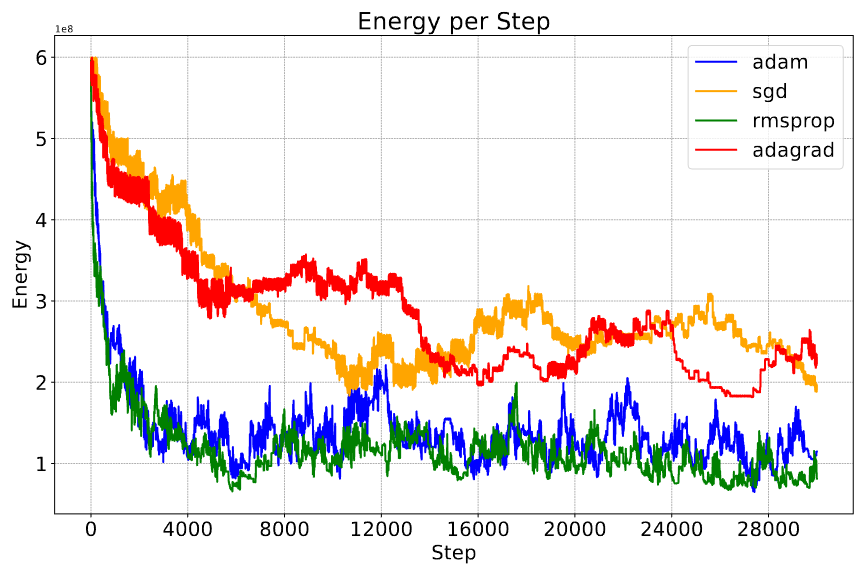 Energy per Step
1e8
6
5
4
3
2
1
Energy
adam
sgd
rmsprop
adagrad
0 4000 8000 12000 16000 20000 24000 28000
Step